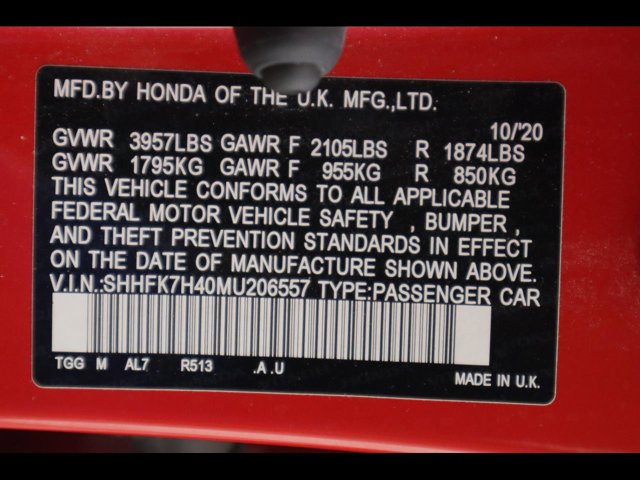 MFD.BY HONDA OF THE U.K. MFG.,LTD.
10/'20
GVWR 3957LBS GAWR F 2105LBS R 1874LBS
GVWR 1795KG GAWR F 955KG R 850KG
THIS VEHICLE CONFORMS TO ALL APPLICABLE
FEDERAL MOTOR VEHICLE SAFETY , BUMPER ,
AND THEFT PREVENTION STANDARDS IN EFFECT
ON THE DATE OF MANUFACTURE SHOWN ABOVE.
V.I.N.:SHHFK7H40MU206557 TYPE:PASSENGER CAR
TGG M AL7 R513 .A .U
MADE IN U.K.